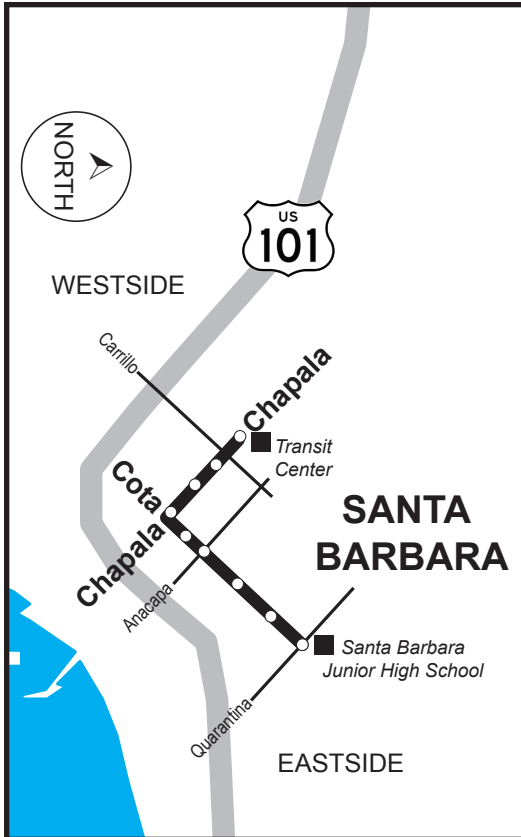 NORTH
US
101
WESTSIDE
Carrillo
Chapala
Transit
Center
Cota
Chapala
SANTA
BARBARA
Anacapa
Santa Barbara
Junior High School
Quarantina
EASTSIDE